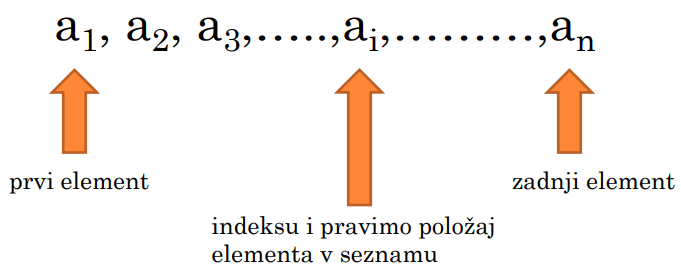 a₁, a₂, a₃,.....,aᵢ,.........,aₙ
prvi element
zadnji element
indeksu i pravimo položaj
elementa v seznamu